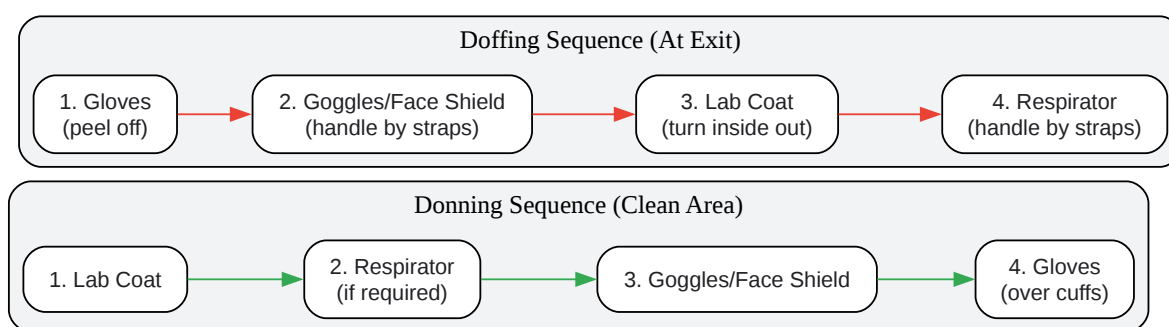 Doffing Sequence (At Exit)
1. Gloves
(peel off)
2. Goggles/Face Shield
(handle by straps)
3. Lab Coat
(turn inside out)
4. Respirator
(handle by straps)
Donning Sequence (Clean Area)
1. Lab Coat
2. Respirator
(if required)
3. Goggles/Face Shield
4. Gloves
(over cuffs)